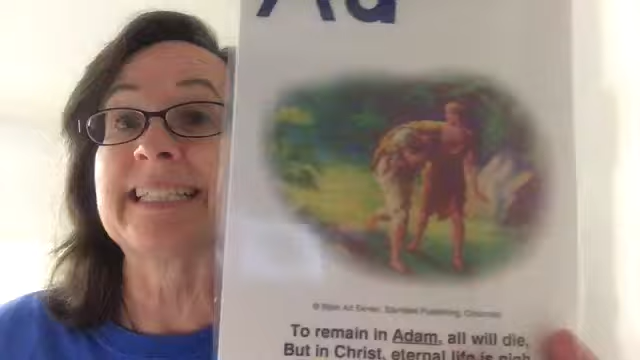 Aa
To remain in Adam, all will die,
But in Christ, eternal life is nigh